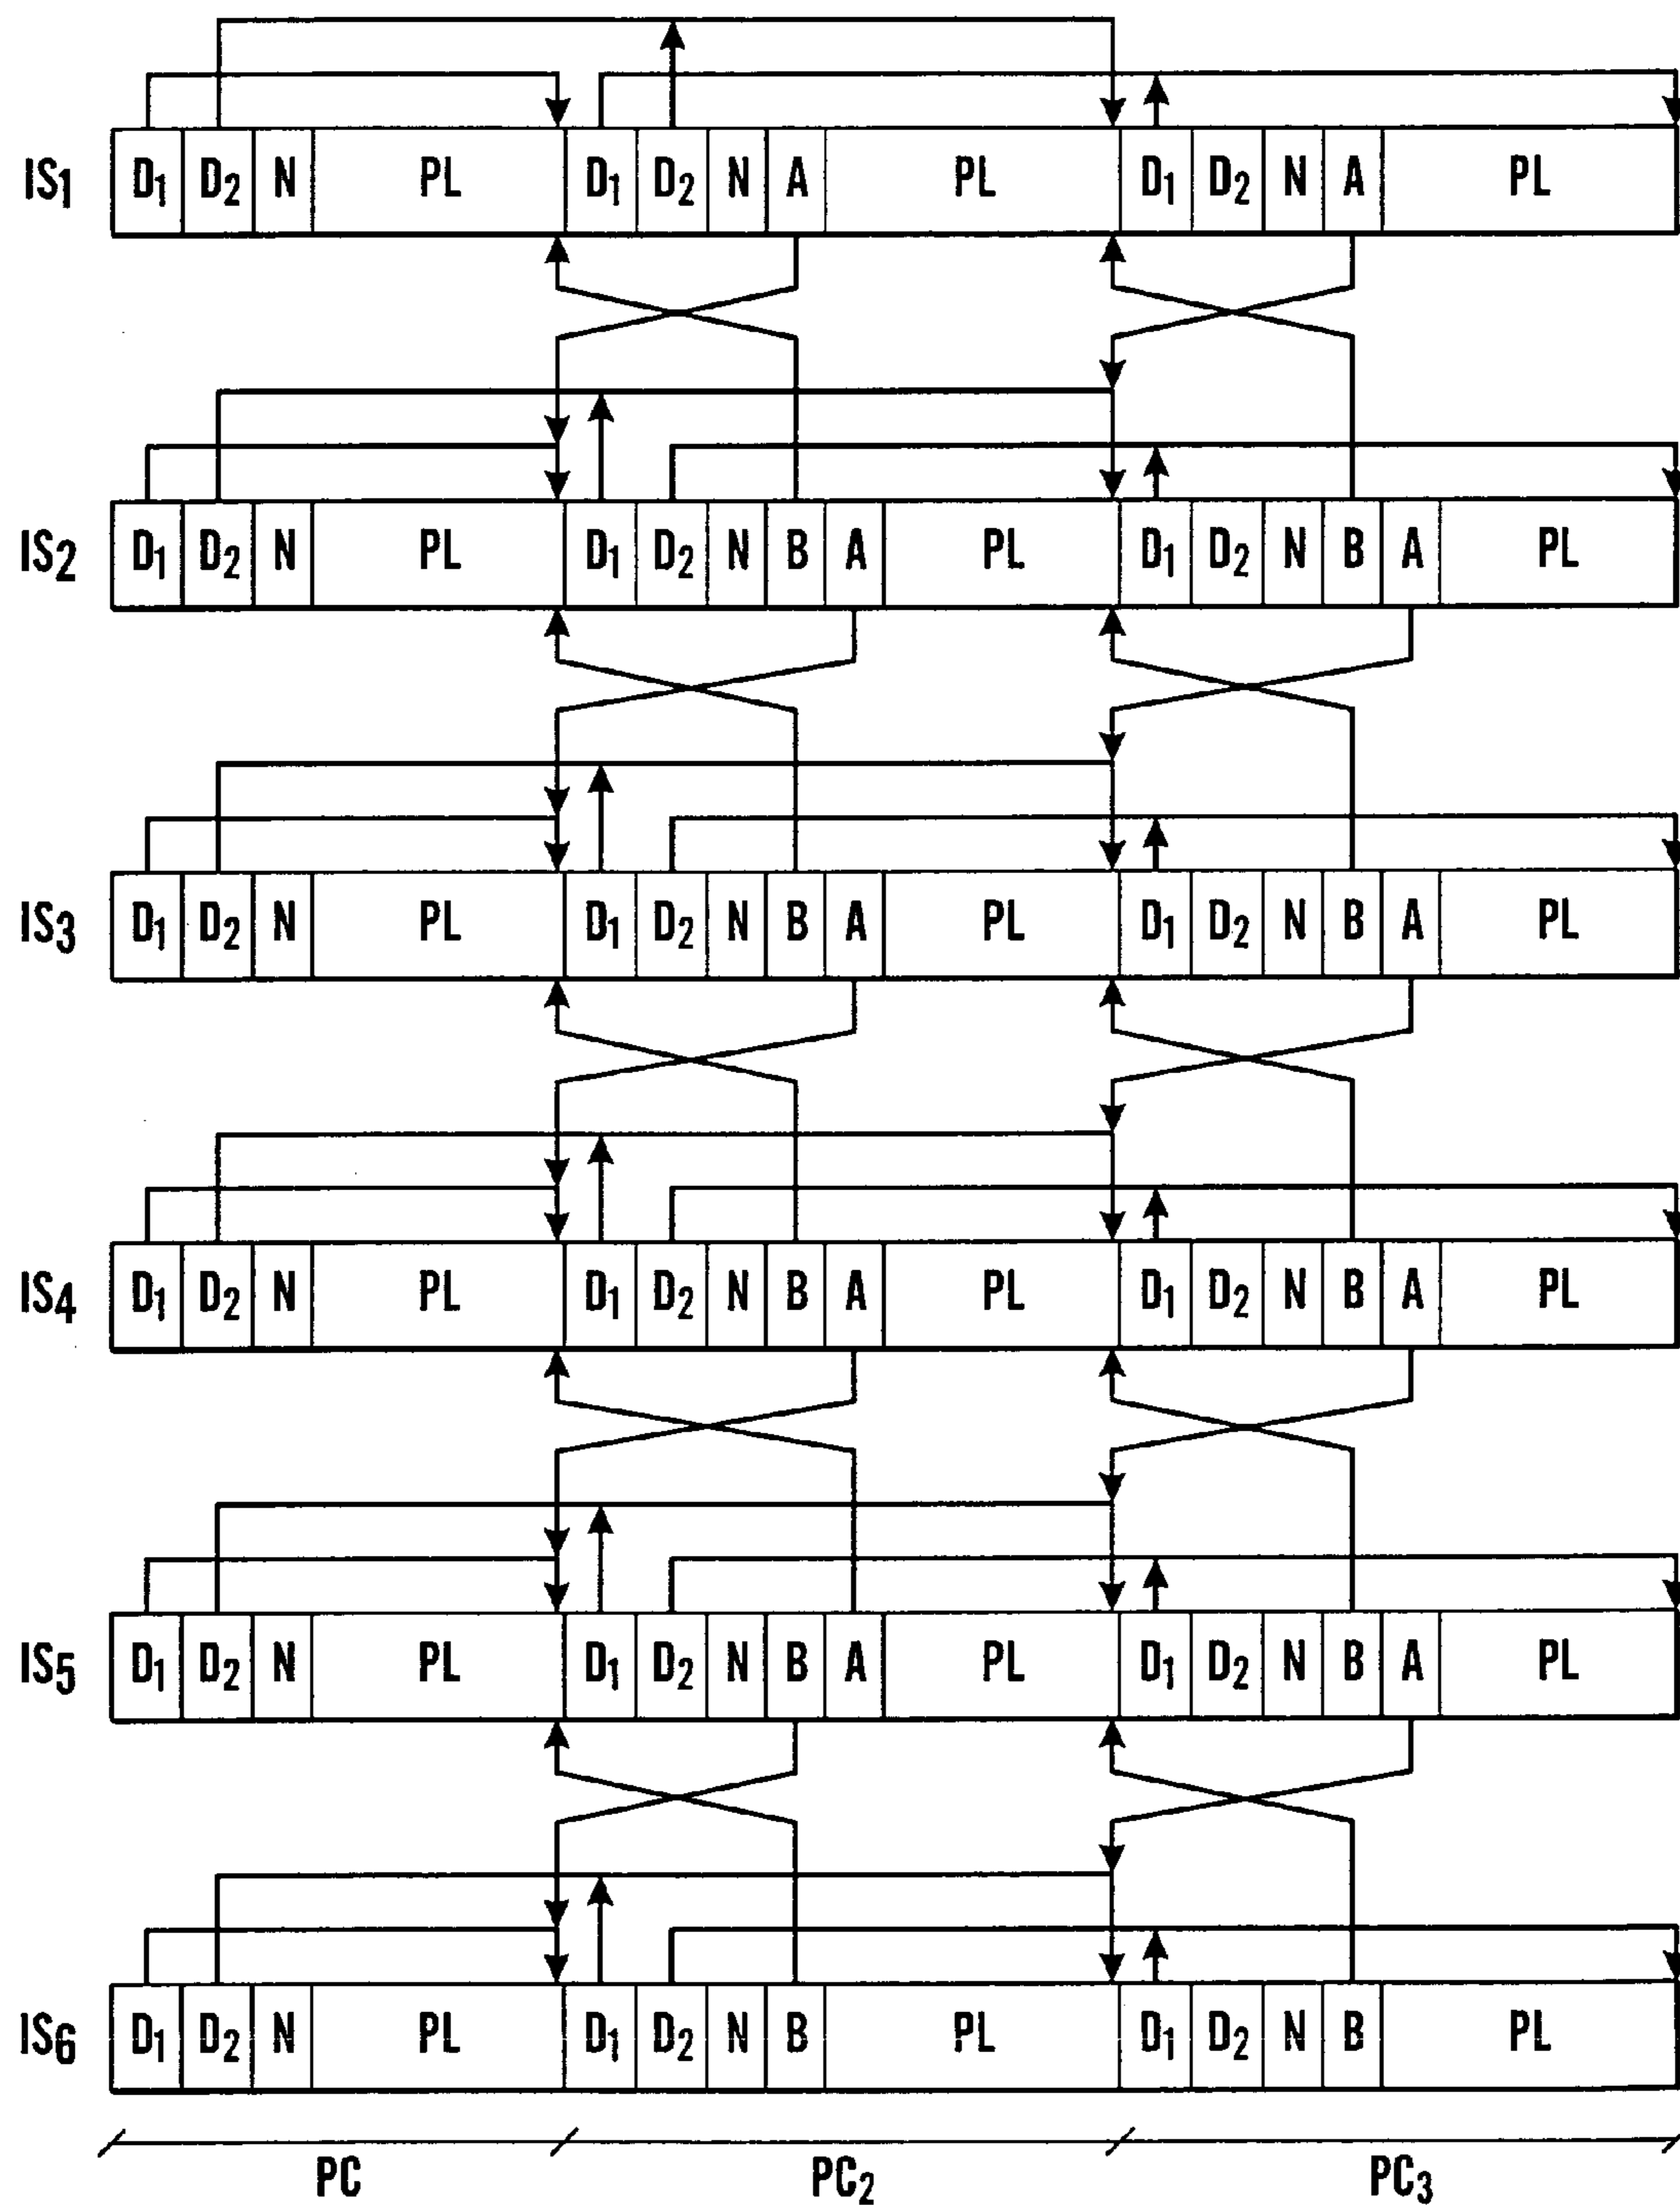 IS1 D1 D2 N PL D1 D2 N A PL D1 D2 N A PL
IS2 D1 D2 N PL D1 D2 N B A PL D1 D2 N B A PL
IS3 D1 D2 N PL D1 D2 N B A PL D1 D2 N B A PL
IS4 D1 D2 N PL D1 D2 N B A PL D1 D2 N B A PL
IS5 D1 D2 N PL D1 D2 N B A PL D1 D2 N B A PL
IS6 D1 D2 N PL D1 D2 N B PL D1 D2 N B PL
PC PC2 PC3